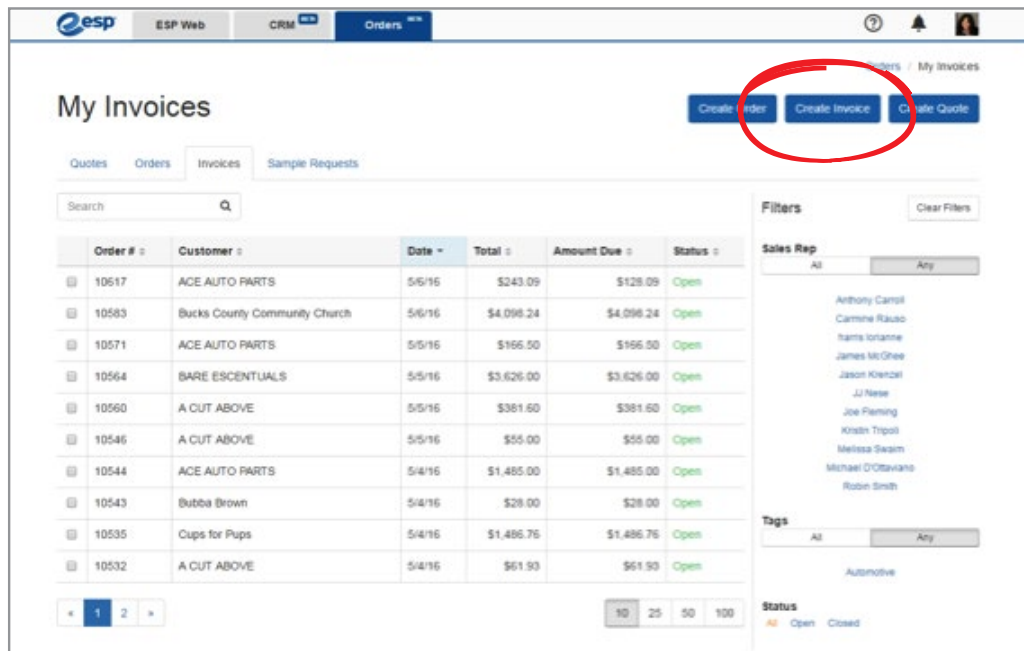 esp ESP Web CRM BETA Orders BETA
Orders / My Invoices
My Invoices
Create Order Create Invoice Create Quote
Quotes Orders Invoices Sample Requests
Search
Filters Clear Filters
Order # Customer Date Total Amount Due Status
10617 ACE AUTO PARTS 5/6/16 $243.09 $128.09 Open
10583 Bucks County Community Church 5/6/16 $4,098.24 $4,098.24 Open
10571 ACE AUTO PARTS 5/5/16 $166.50 $166.50 Open
10564 BARE ESCENTUALS 5/5/16 $3,626.00 $3,626.00 Open
10560 A CUT ABOVE 5/5/16 $381.60 $381.60 Open
10546 A CUT ABOVE 5/5/16 $55.00 $55.00 Open
10544 ACE AUTO PARTS 5/4/16 $1,485.00 $1,485.00 Open
10543 Bubba Brown 5/4/16 $28.00 $28.00 Open
10535 Cups for Pups 5/4/16 $1,486.76 $1,486.76 Open
10532 A CUT ABOVE 5/4/16 $61.93 $61.93 Open
« 1 2 »
10 25 50 100
Sales Rep
All Any
Anthony Carroll
Carmine Rauso
harris lorianne
James McGhee
Jason Krenzel
JJ Nese
Joe Fleming
Kristin Tripoli
Melissa Swaim
Michael D'Ottaviano
Robin Smith
Tags
All Any
Automotive
Status
All Open Closed